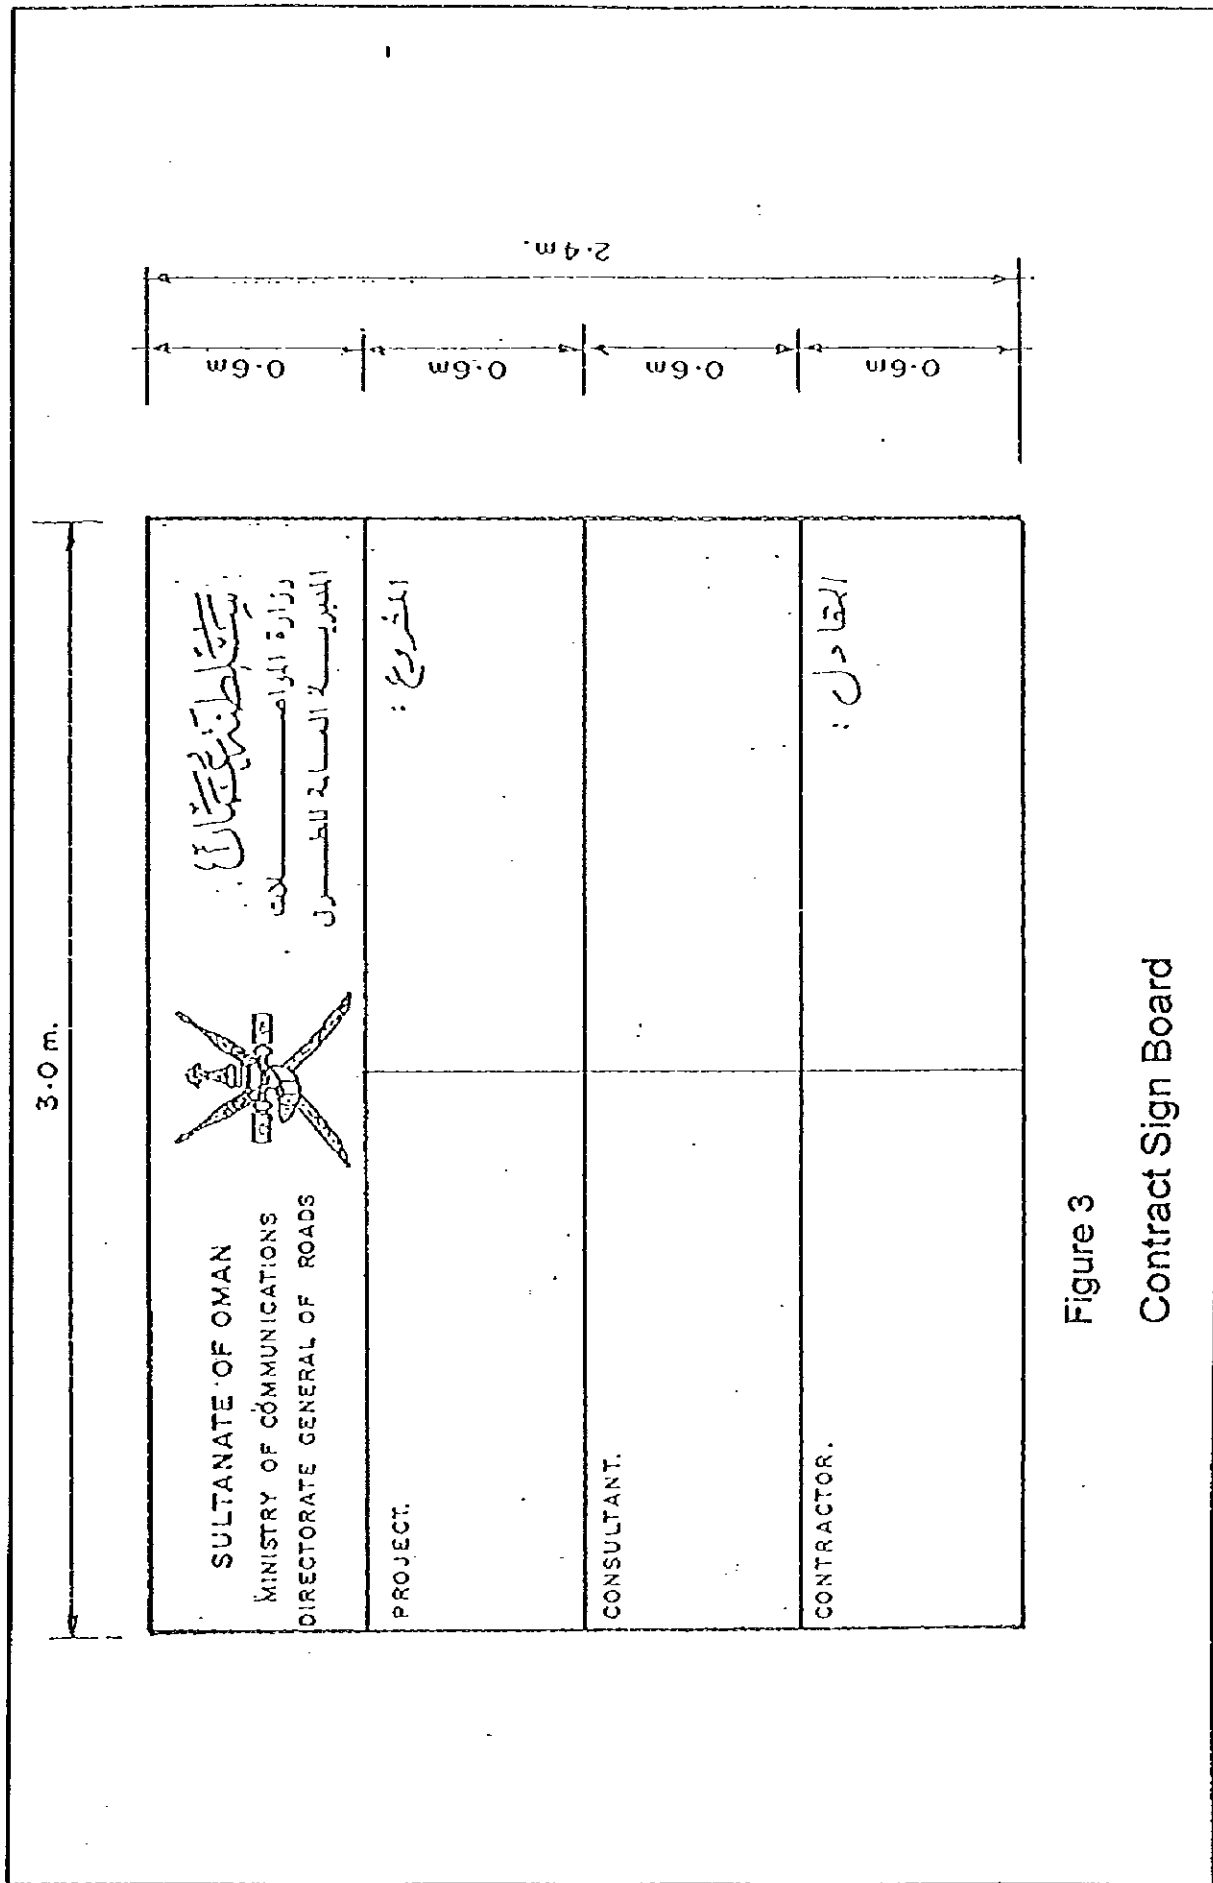 3.0 m.
SULTANATE OF OMAN
MINISTRY OF COMMUNICATIONS
DIRECTORATE GENERAL OF ROADS
سلطنة عمان
وزارة المواصلات
المديرية العامة للطرق
PROJECT.
المشروع :
CONSULTANT.
CONTRACTOR.
المقاول :
0.6m
0.6m
0.6m
0.6m
2.4m.
Figure 3
Contract Sign Board